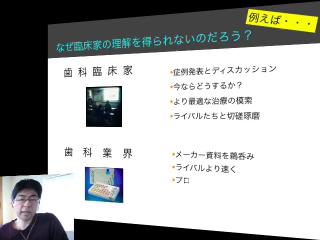 例えば・・・
なぜ臨床家の理解を得られないのだろう？
歯科臨床家
•症例発表とディスカッション
•今ならどうするか？
•より最適な治療の模索
•ライバルたちと切磋琢磨
歯科業界
•メーカー資料を鵜呑み
•ライバルより速く
•プロ